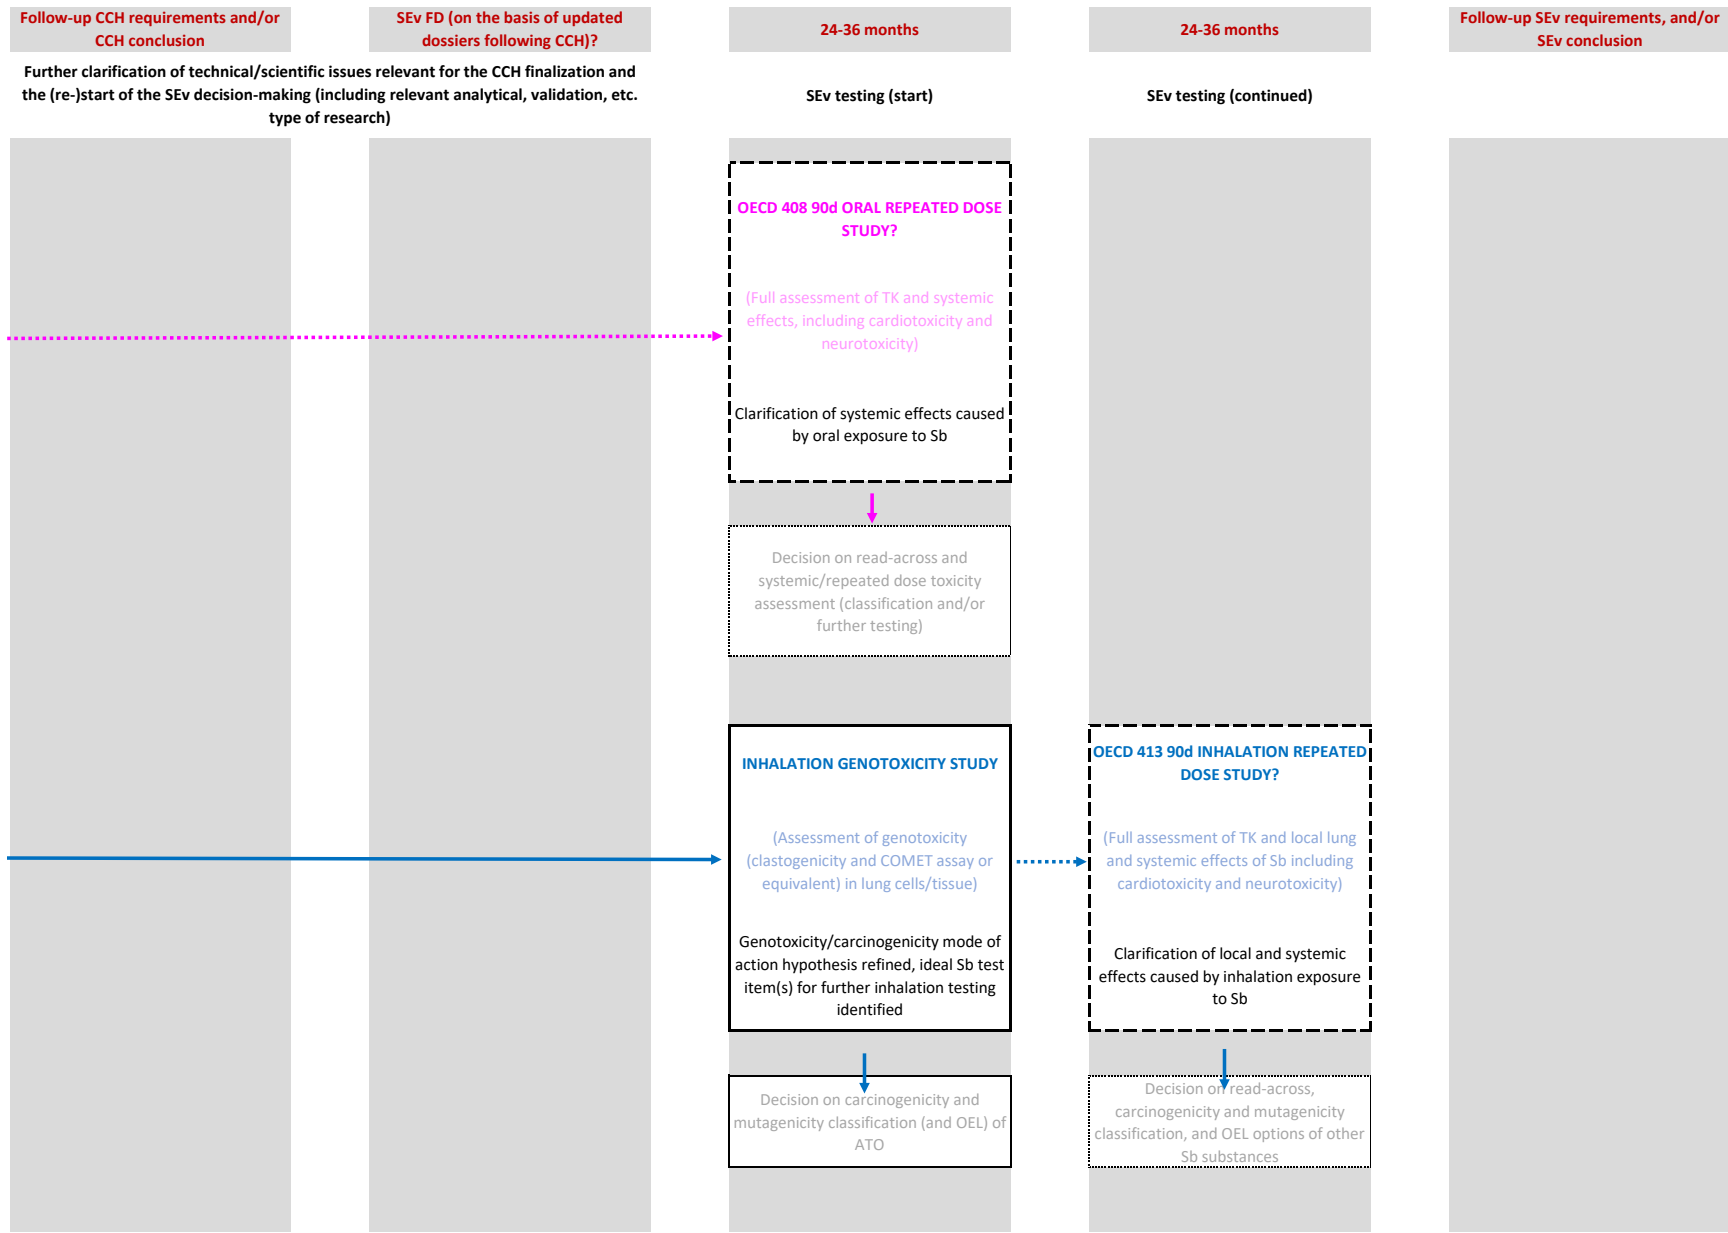 Follow-up CCH requirements and/or
CCH conclusion
SEv FD (on the basis of updated
dossiers following CCH)?
24-36 months
24-36 months
Follow-up SEv requirements, and/or
SEv conclusion
Further clarification of technical/scientific issues relevant for the CCH finalization and
the (re-)start of the SEv decision-making (including relevant analytical, validation, etc.
type of research)
SEv testing (start)
SEv testing (continued)
OECD 408 90d ORAL REPEATED DOSE
STUDY?
(Full assessment of TK and systemic
effects, including cardiotoxicity and
neurotoxicity)
Clarification of systemic effects caused
by oral exposure to Sb
Decision on read-across and
systemic/repeated dose toxicity
assessment (classification and/or
further testing)
INHALATION GENOTOXICITY STUDY
(Assessment of genotoxicity
(clastogenicity and COMET assay or
equivalent) in lung cells/tissue)
Genotoxicity/carcinogenicity mode of
action hypothesis refined, ideal Sb test
item(s) for further inhalation testing
identified
Decision on carcinogenicity and
mutagenicity classification (and OEL) of
ATO
OECD 413 90d INHALATION REPEATED
DOSE STUDY?
(Full assessment of TK and local lung
and systemic effects of Sb including
cardiotoxicity and neurotoxicity)
Clarification of local and systemic
effects caused by inhalation exposure
to Sb
Decision on read-across,
carcinogenicity and mutagenicity
classification, and OEL options of other
Sb substances